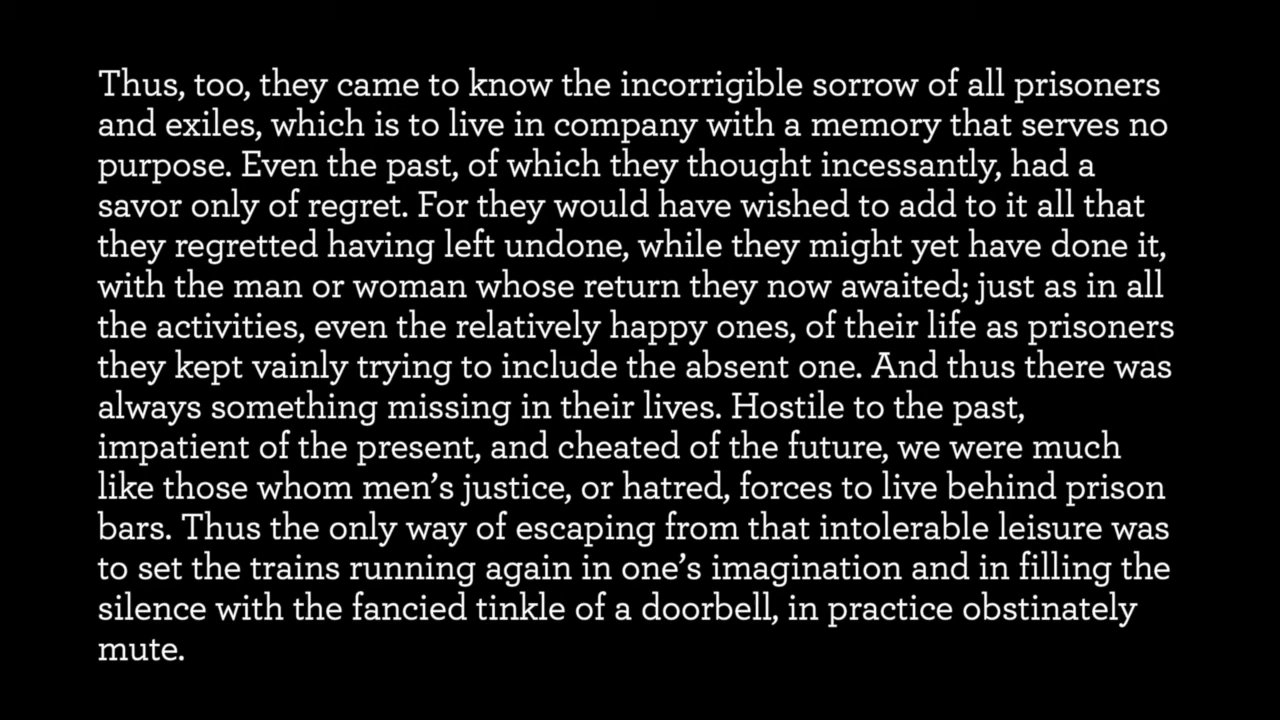 Thus, too, they came to know the incorrigible sorrow of all prisoners
and exiles, which is to live in company with a memory that serves no
purpose. Even the past, of which they thought incessantly, had a
savor only of regret. For they would have wished to add to it all that
they regretted having left undone, while they might yet have done it,
with the man or woman whose return they now awaited; just as in all
the activities, even the relatively happy ones, of their life as prisoners
they kept vainly trying to include the absent one. And thus there was
always something missing in their lives. Hostile to the past,
impatient of the present, and cheated of the future, we were much
like those whom men’s justice, or hatred, forces to live behind prison
bars. Thus the only way of escaping from that intolerable leisure was
to set the trains running again in one’s imagination and in filling the
silence with the fancied tinkle of a doorbell, in practice obstinately
mute.